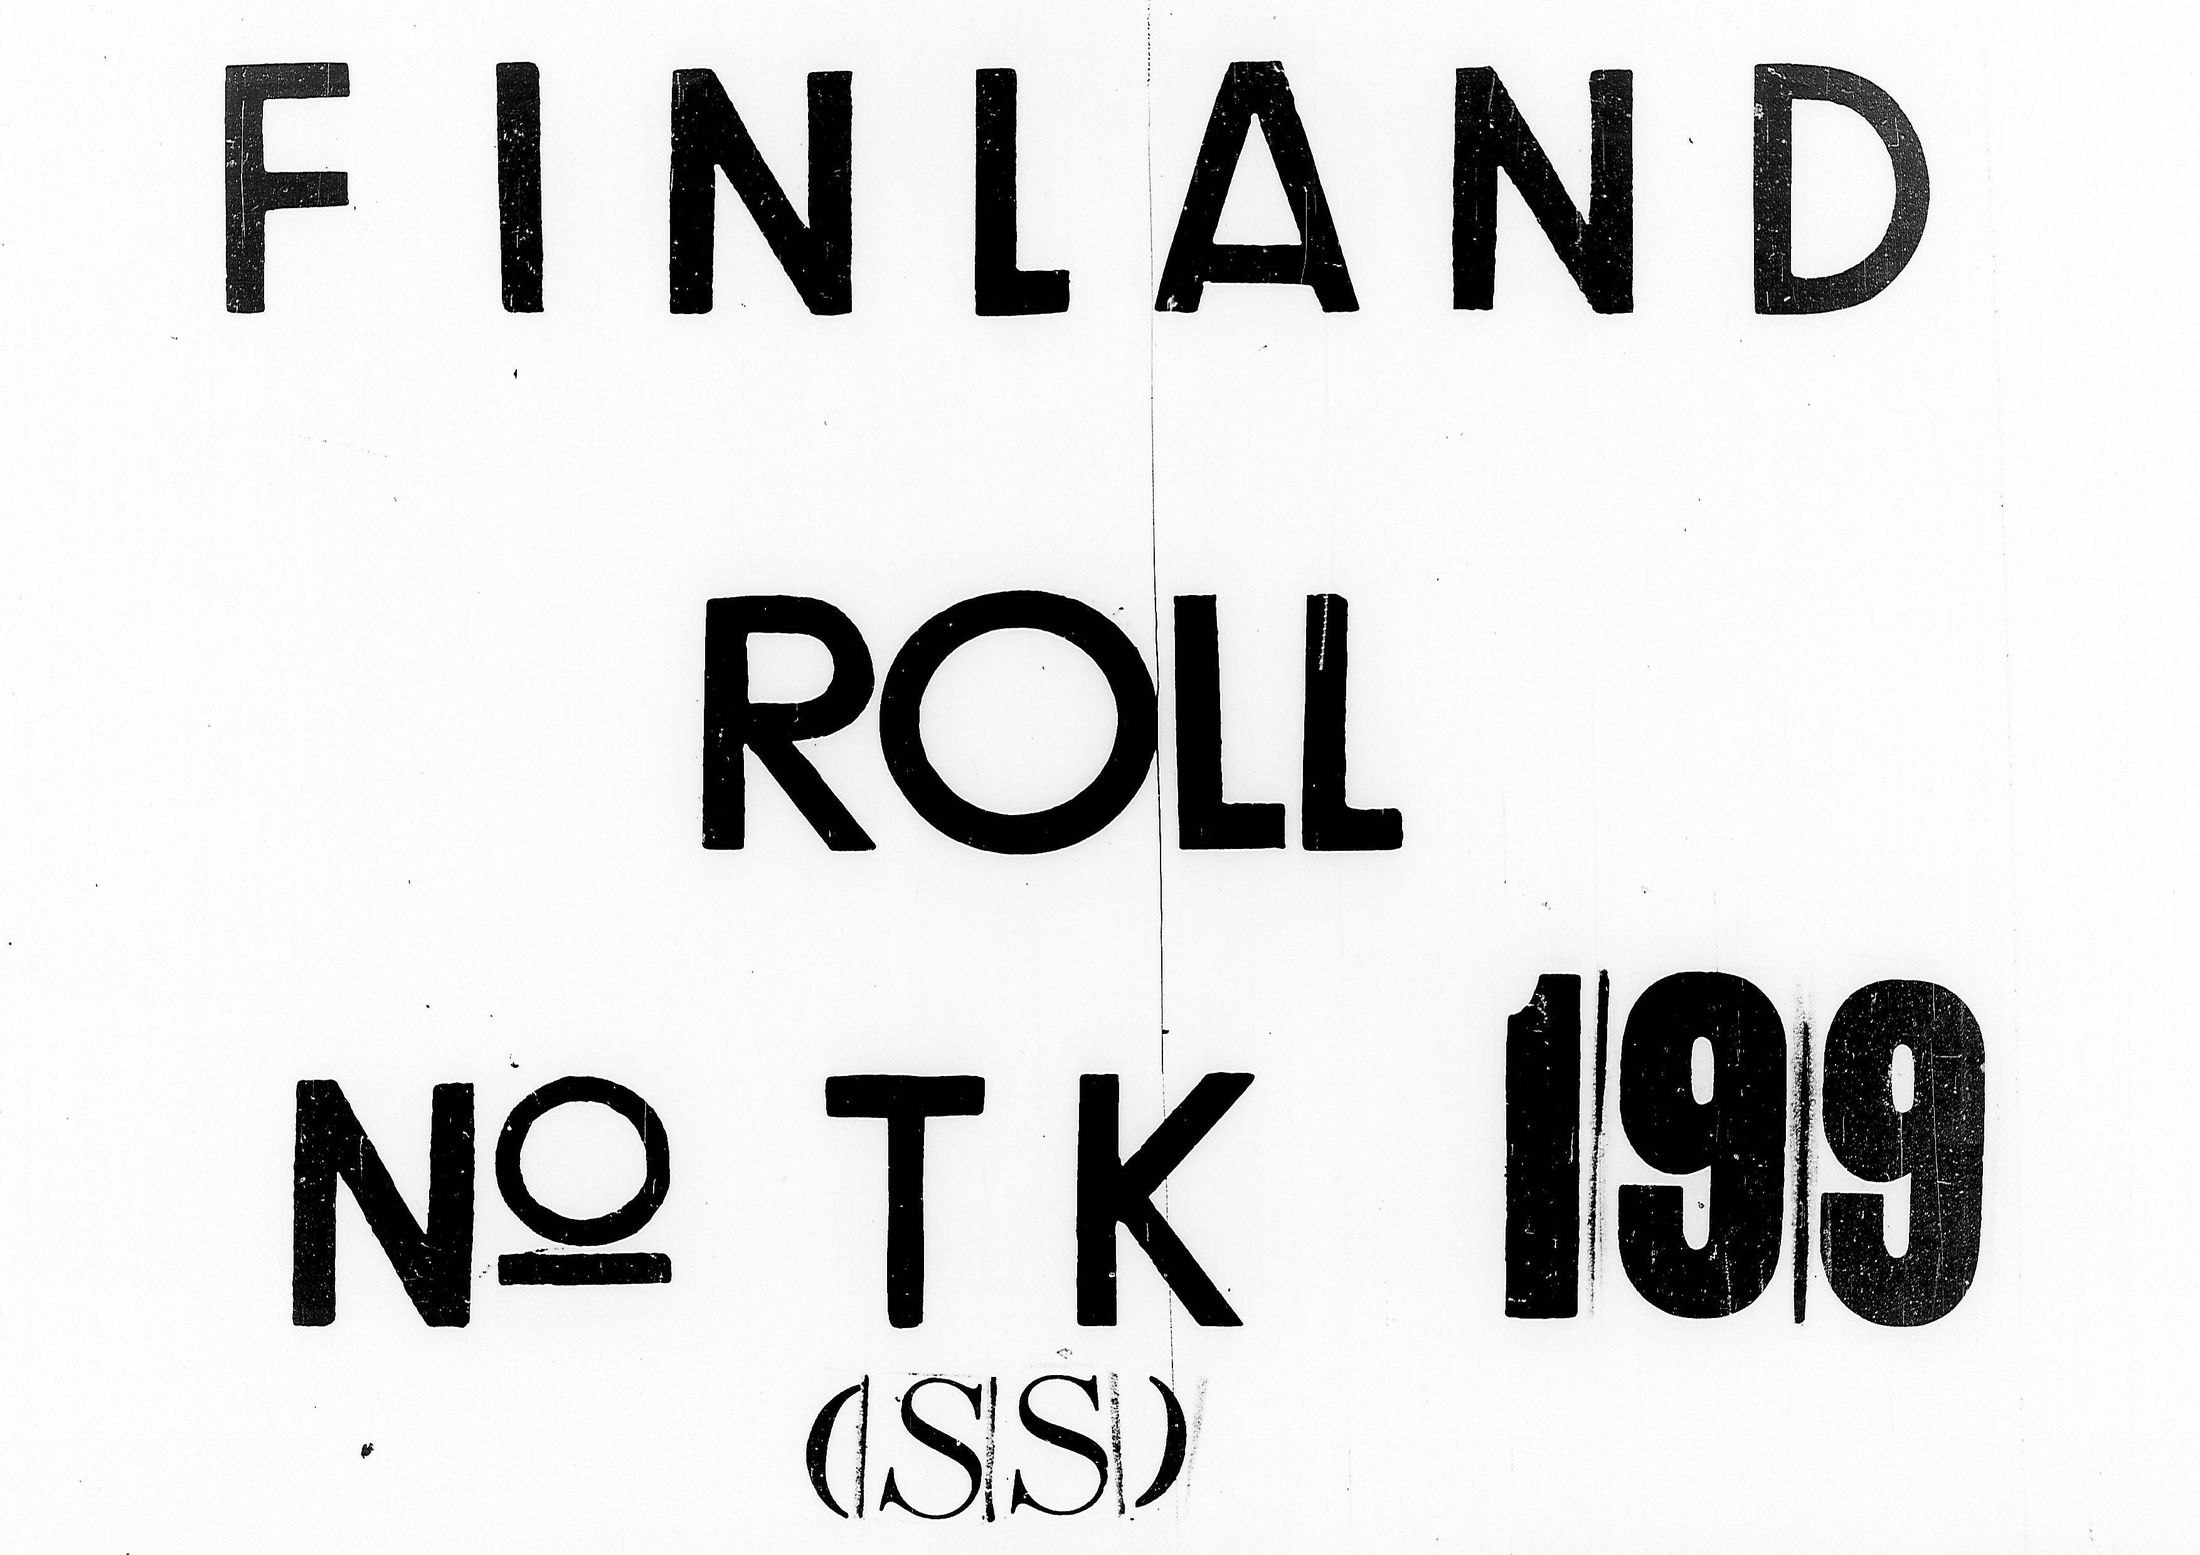 FINLAND
ROLL
Nº TK 199
(SS)